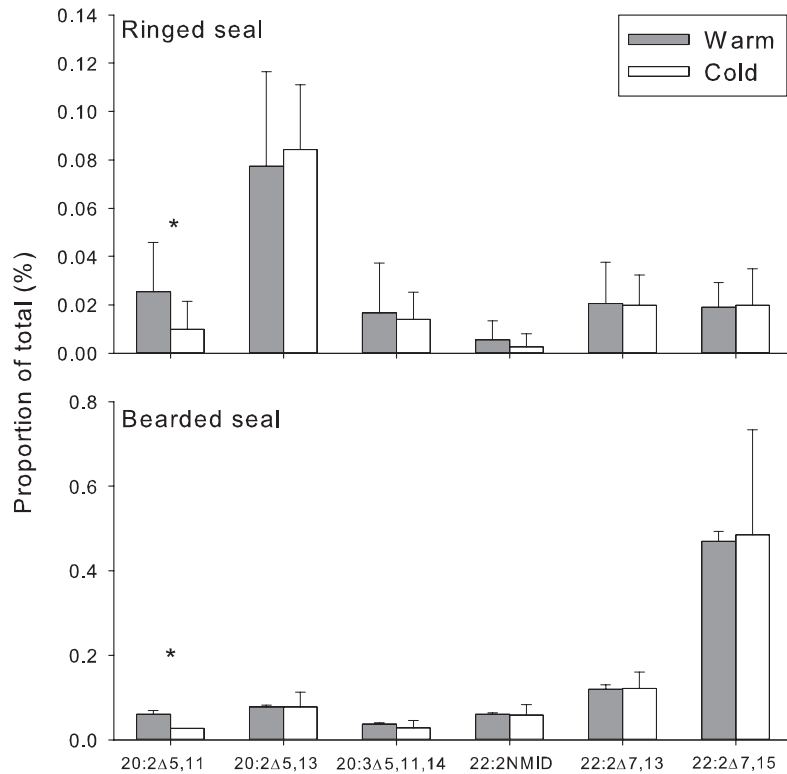 Ringed seal
Warm
Cold
0.14
0.12
0.10
0.08
0.06
0.04
0.02
0.00
*
Proportion of total (%)
Bearded seal
0.8
0.6
0.4
0.2
0.0
*
20:2Δ5,11 20:2Δ5,13 20:3Δ5,11,14 22:2NMID 22:2Δ7,13 22:2Δ7,15